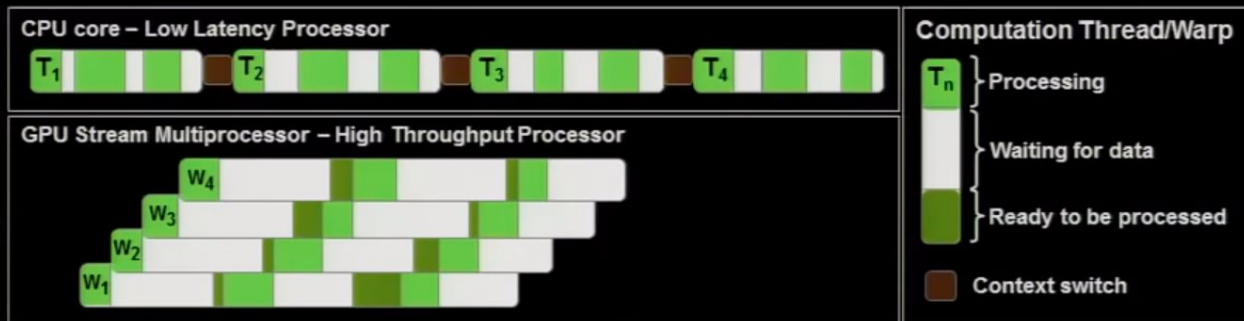 CPU core – Low Latency Processor
T1 T2 T3 T4
GPU Stream Multiprocessor – High Throughput Processor
W4
W3
W2
W1
Computation Thread/Warp
Tn Processing
Waiting for data
Ready to be processed
Context switch